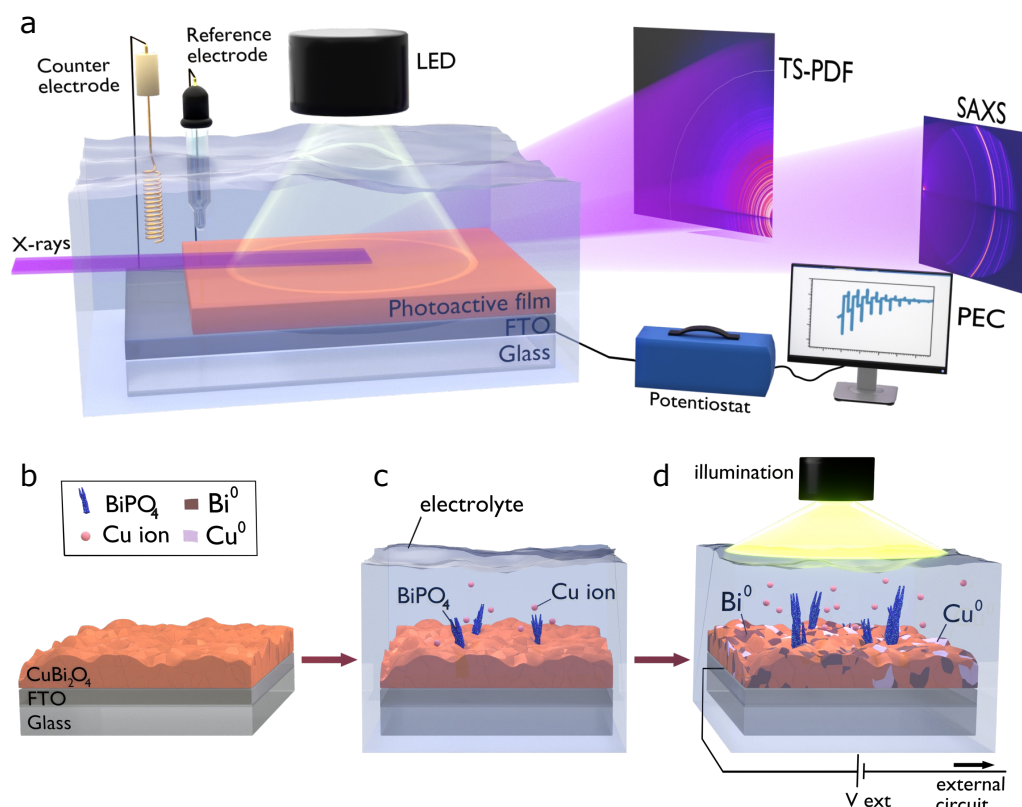 a
Counter
electrode
Reference
electrode
LED
TS-PDF
SAXS
X-rays
Photoactive film
FTO
Glass
Potentiostat
PEC
b
BiPO₄
Bi⁰
Cu ion
Cu⁰
CuBi₂O₄
FTO
Glass
c
electrolyte
BiPO₄
Cu ion
d
illumination
Bi⁰
Cu⁰
V ext
external
circuit